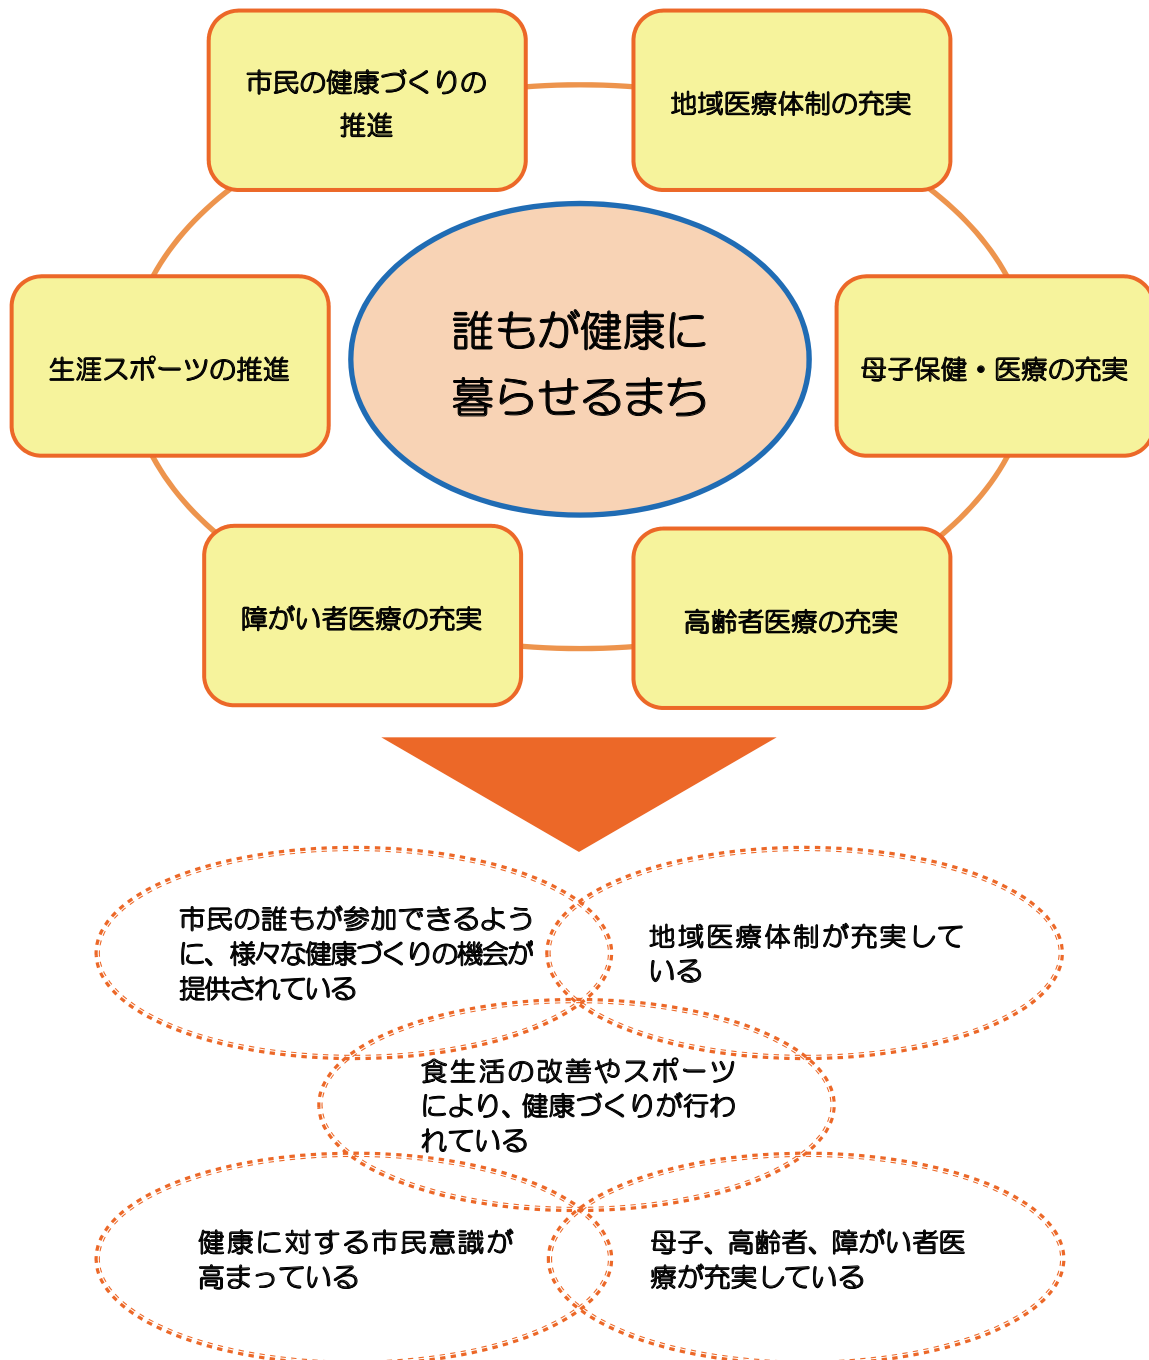 市民の健康づくりの
推進
地域医療体制の充実
誰もが健康に
暮らせるまち
生涯スポーツの推進
母子保健・医療の充実
障がい者医療の充実
高齢者医療の充実
市民の誰もが参加できるよう
に、様々な健康づくりの機会が
提供されている
地域医療体制が充実して
いる
食生活の改善やスポーツ
により、健康づくりが行わ
れている
健康に対する市民意識が
高まっている
母子、高齢者、障がい者医
療が充実している